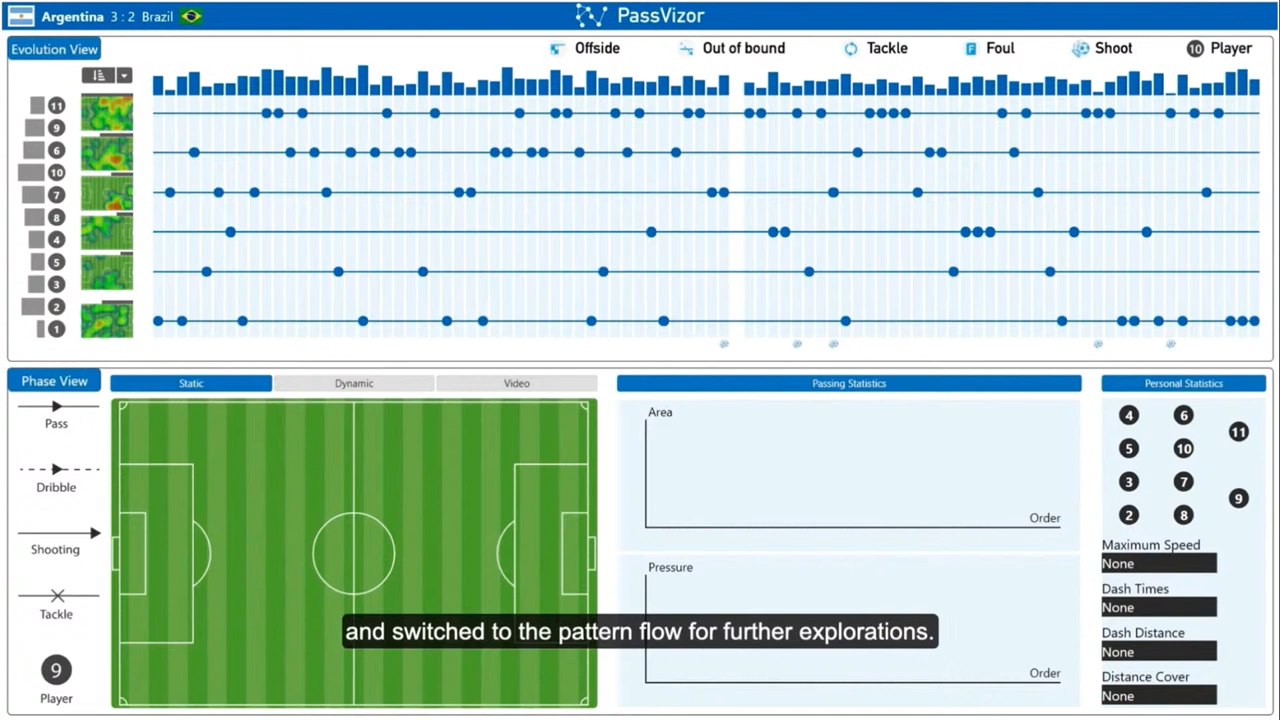 Argentina 3 : 2 Brazil
PassVizor
Evolution View
Offside
Out of bound
Tackle
F Foul
Shoot
10 Player
11
9
6
10
7
8
4
5
3
2
1
Phase View
Static
Dynamic
Video
Passing Statistics
Personal Statistics
Pass
Dribble
Shooting
Tackle
9
Player
Area
Order
Pressure
Order
4 6
11
5 10
3 7
9
2 8
Maximum Speed
None
Dash Times
None
Dash Distance
None
Distance Cover
None
and switched to the pattern flow for further explorations.